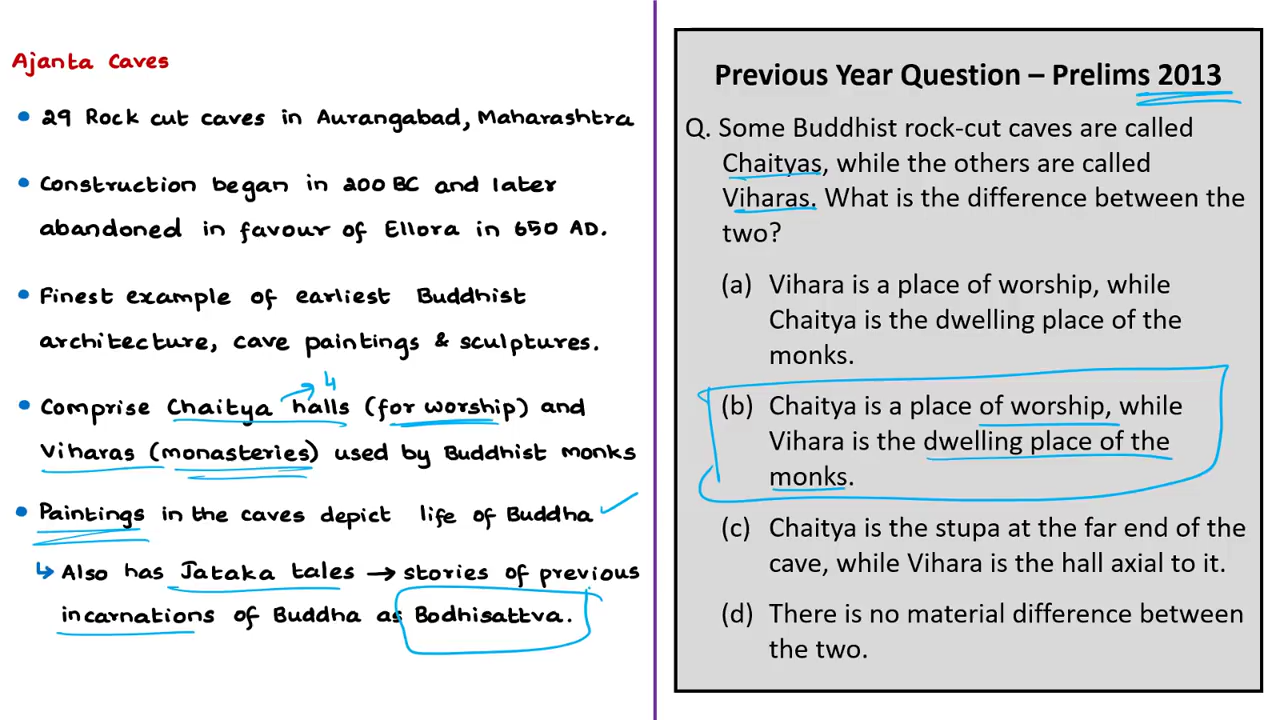 Ajanta Caves
• 29 Rock cut caves in Aurangabad, Maharashtra
• Construction began in 200 BC and later
abandoned in favour of Ellora in 650 AD.
• Finest example of earliest Buddhist
architecture, cave paintings & sculptures.
4
• Comprise Chaitya halls (for worship) and
Viharas (monasteries) used by Buddhist monks
• Paintings in the caves depict life of Buddha ✓
↳ Also has Jataka tales → stories of previous
incarnations of Buddha as Bodhisattva.
Previous Year Question – Prelims 2013
Q. Some Buddhist rock-cut caves are called
Chaityas, while the others are called
Viharas. What is the difference between the
two?
(a) Vihara is a place of worship, while
Chaitya is the dwelling place of the
monks.
(b) Chaitya is a place of worship, while
Vihara is the dwelling place of the
monks.
(c) Chaitya is the stupa at the far end of the
cave, while Vihara is the hall axial to it.
(d) There is no material difference between
the two.